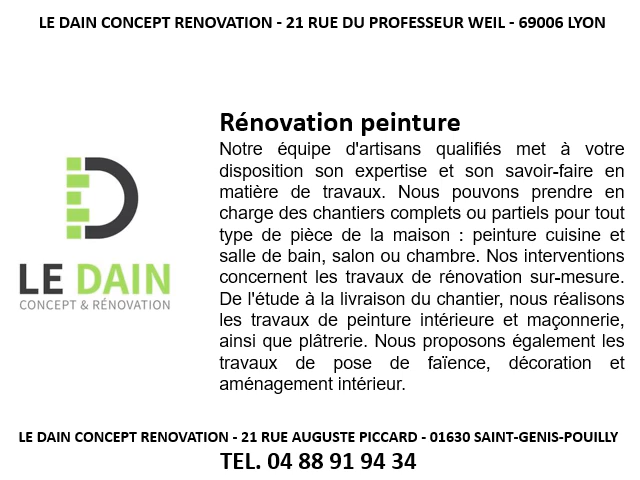 LE DAIN CONCEPT RENOVATION - 21 RUE DU PROFESSEUR WEIL - 69006 LYON
Rénovation peinture
Notre équipe d'artisans qualifiés met à votre
disposition son expertise et son savoir-faire en
matière de travaux. Nous pouvons prendre en
charge des chantiers complets ou partiels pour tout
type de pièce de la maison : peinture cuisine et
salle de bain, salon ou chambre. Nos interventions
concernent les travaux de rénovation sur-mesure.
De l'étude à la livraison du chantier, nous réalisons
les travaux de peinture intérieure et maçonnerie,
ainsi que plâtrerie. Nous proposons également les
travaux de pose de faïence, décoration et
aménagement intérieur.
D
LE DAIN
CONCEPT & RÉNOVATION
LE DAIN CONCEPT RENOVATION - 21 RUE AUGUSTE PICCARD - 01630 SAINT-GENIS-POUILLY
TEL. 04 88 91 94 34